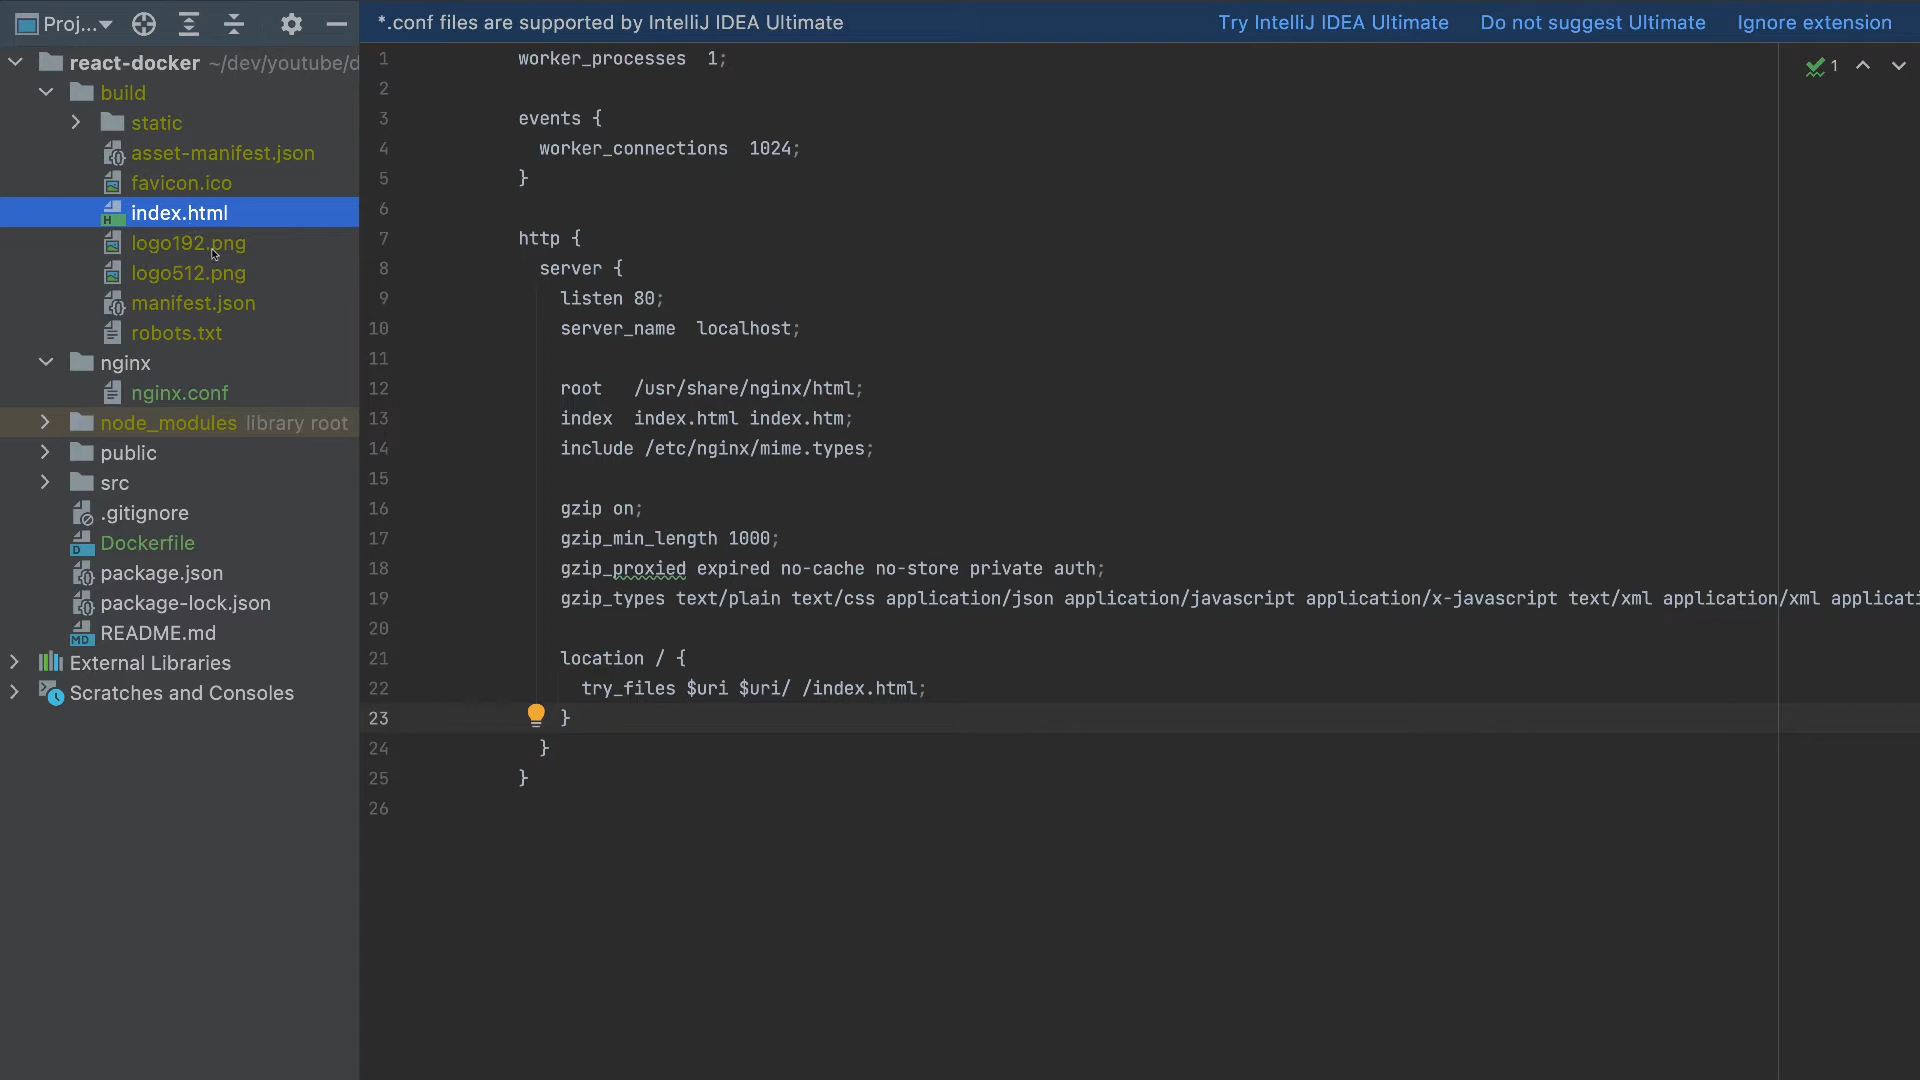 Proj...
*.conf files are supported by IntelliJ IDEA Ultimate
Try IntelliJ IDEA Ultimate
Do not suggest Ultimate
Ignore extension
react-docker ~/dev/youtube/d
build
static
asset-manifest.json
favicon.ico
index.html
logo192.png
logo512.png
manifest.json
robots.txt
nginx
nginx.conf
node_modules library root
public
src
.gitignore
Dockerfile
package.json
package-lock.json
README.md
External Libraries
Scratches and Consoles
1 worker_processes  1;
2
3 events {
4   worker_connections  1024;
5 }
6
7 http {
8   server {
9     listen 80;
10     server_name  localhost;
11
12     root   /usr/share/nginx/html;
13     index  index.html index.htm;
14     include /etc/nginx/mime.types;
15
16     gzip on;
17     gzip_min_length 1000;
18     gzip_proxied expired no-cache no-store private auth;
19     gzip_types text/plain text/css application/json application/javascript application/x-javascript text/xml application/xml applicati
20
21     location / {
22       try_files $uri $uri/ /index.html;
23     }
24   }
25 }
26
1